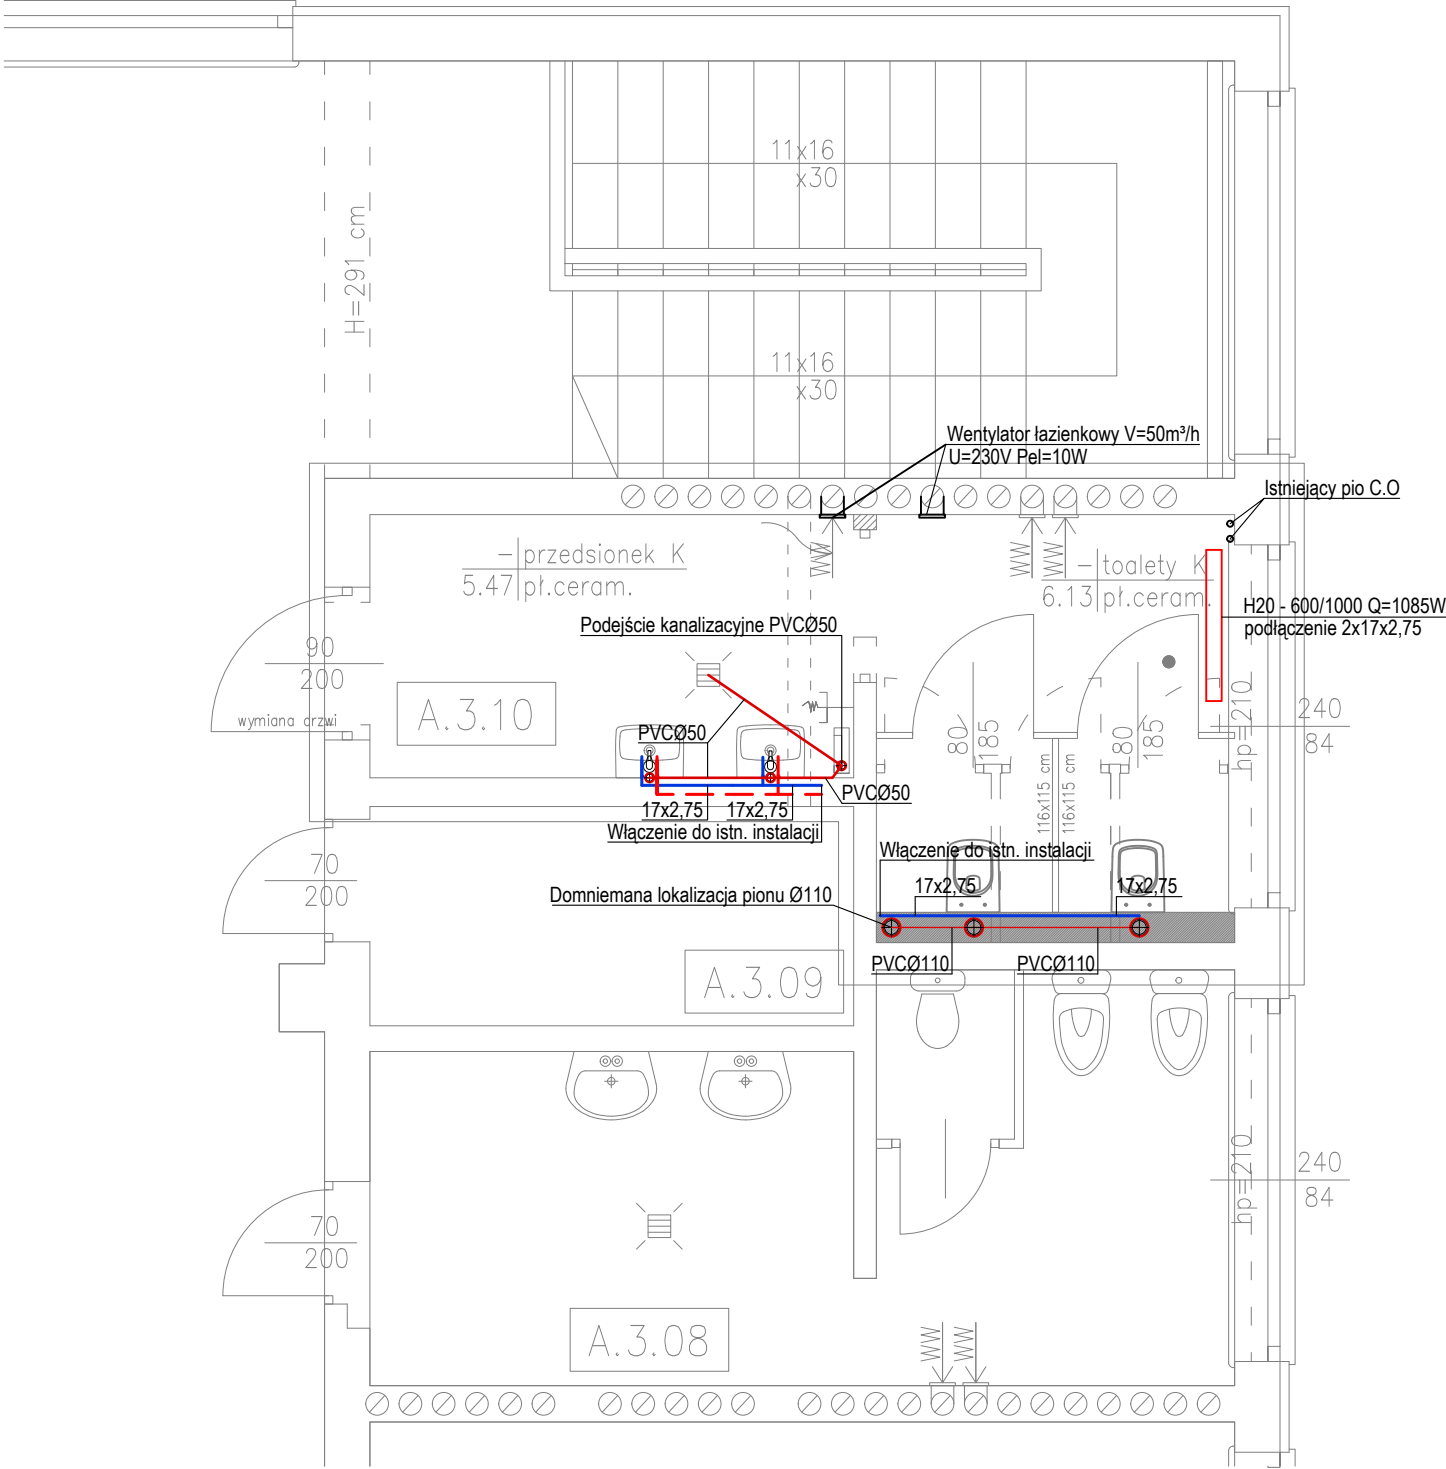 11x16
x30
H=291 cm
11x16
x30
Wentylator łazienkowy V=50m³/h
U=230V Pel=10W
Istniejący pio C.O
- przedsionek K
5.47 pł.ceram.
- toalety K
6.13 pł.ceram.
H20 - 600/1000 Q=1085W
podłączenie 2x17x2,75
Podejście kanalizacyjne PVCØ50
90
200
wymiana drzwi
A.3.10
PVCØ50
80
185
80
185
hp=210
240
84
PVCØ50
116x115 cm
116x115 cm
17x2,75
17x2,75
Włączenie do istn. instalacji
Włączenie do istn. instalacji
70
200
17x2,75
17x2,75
Domniemana lokalizacja pionu Ø110
PVCØ110
PVCØ110
A.3.09
hp=210
240
84
70
200
A.3.08